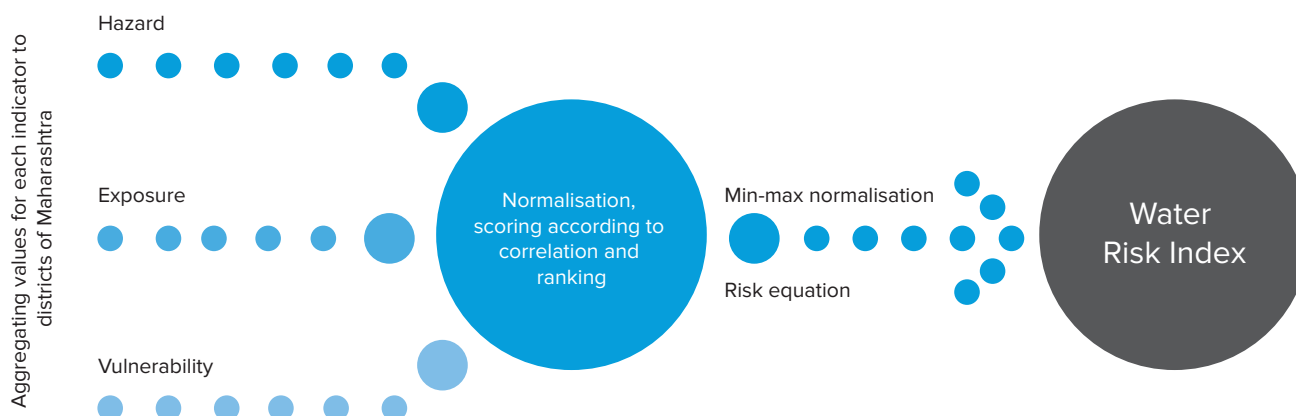 Aggregating values for each indicator to
districts of Maharashtra
Hazard
Exposure
Vulnerability
Normalisation,
scoring according to
correlation and
ranking
Min-max normalisation
Risk equation
Water
Risk Index